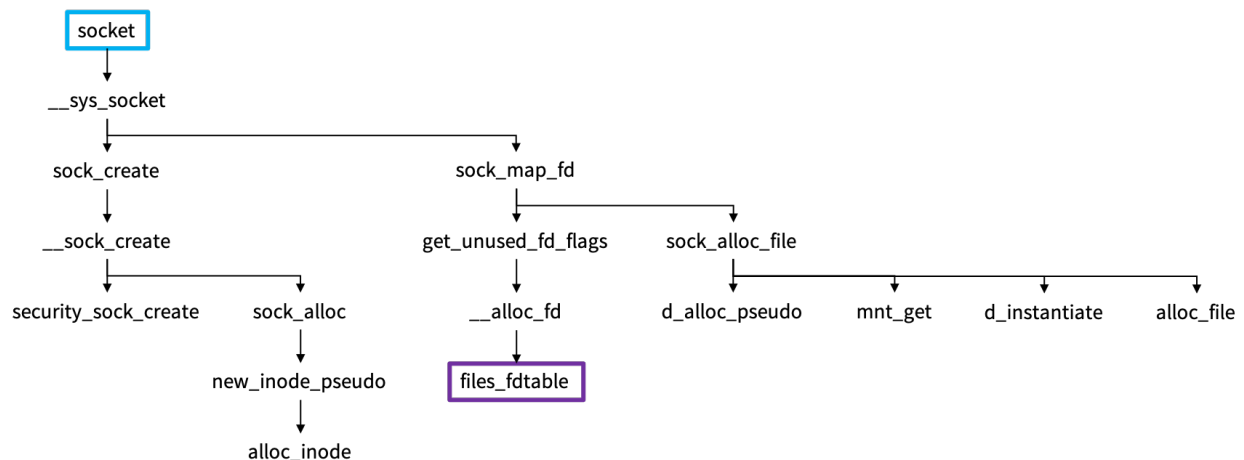 socket
__sys_socket
sock_create
sock_map_fd
__sock_create
get_unused_fd_flags
sock_alloc_file
security_sock_create
sock_alloc
__alloc_fd
d_alloc_pseudo
mnt_get
d_instantiate
alloc_file
new_inode_pseudo
files_fdtable
alloc_inode